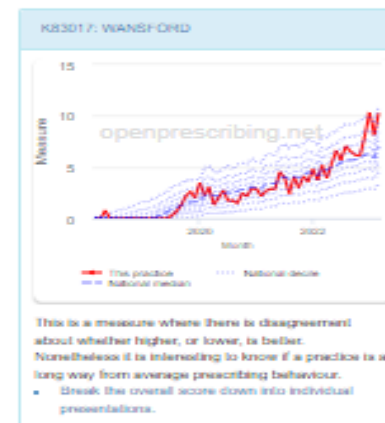 K83017: WANSFORD
15
10
openprescribing.net
Measure
5
0
2020 2022
Month
This practice National decile
National median
This is a measure where there is disagreement
about whether higher, or lower, is better.
Nonetheless it is interesting to know if a practice is a
long way from average prescribing behaviour.
Break the overall score down into individual
presentations.